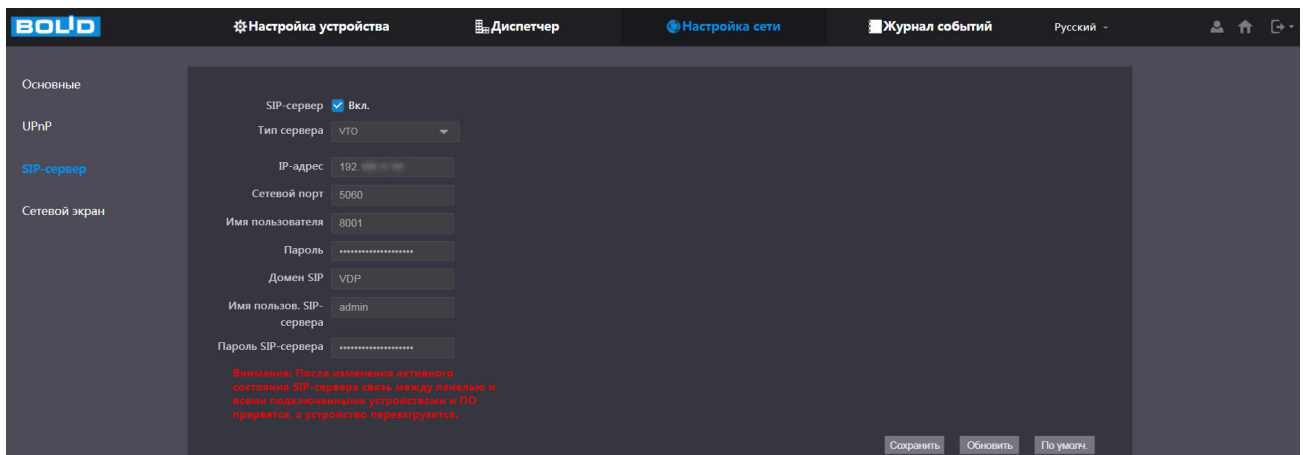 BOLID
Настройка устройства
Диспетчер
Настройка сети
Журнал событий
Русский
Основные
UPnP
SIP-сервер
Сетевой экран
SIP-сервер Вкл.
Тип сервера VTO
IP-адрес 192.
Сетевой порт 5060
Имя пользователя 8001
Пароль ••••••••••••••••••••
Домен SIP VDP
Имя пользов. SIP-
сервера
admin
Пароль SIP-сервера ••••••••••••••••••••
Внимание: После изменения активного
состояния SIP-сервера связь между панелью и
всеми подключенными устройствами и ПО
прервется, а устройство перезагрузится.
Сохранить Обновить По умолч.